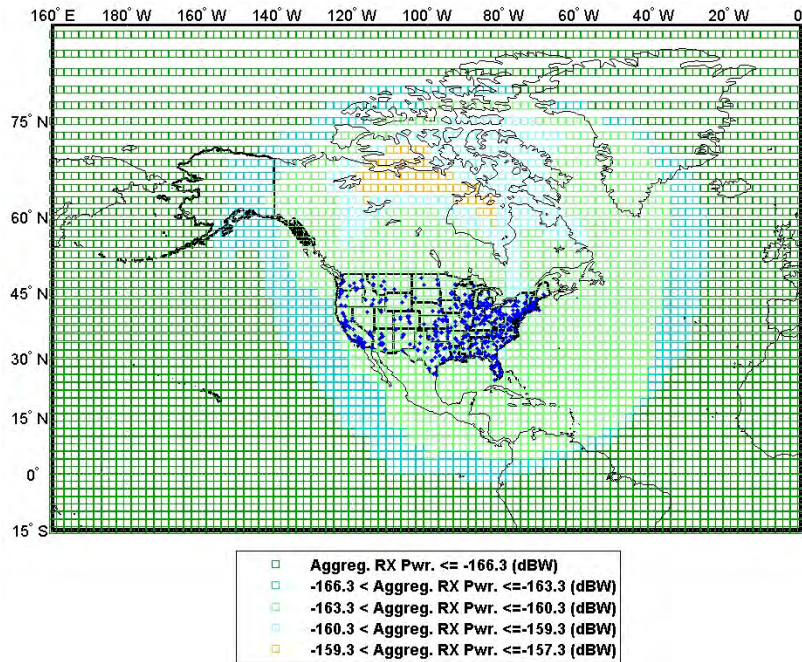 160° E 180° W 160° W 140° W 120° W 100° W 80° W 60° W 40° W 20° W 0°
75° N
60° N
45° N
30° N
15° N
0°
15° S
Aggreg. RX Pwr. <= -166.3 (dBW)
-166.3 < Aggreg. RX Pwr. <=-163.3 (dBW)
-163.3 < Aggreg. RX Pwr. <=-160.3 (dBW)
-160.3 < Aggreg. RX Pwr. <=-159.3 (dBW)
-159.3 < Aggreg. RX Pwr. <=-157.3 (dBW)